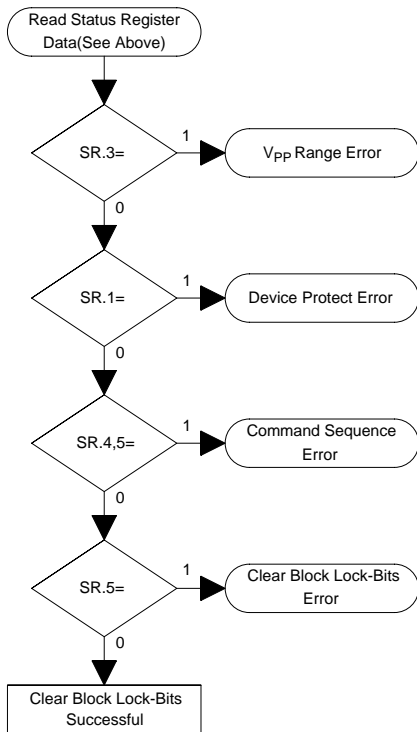 Read Status Register
Data(See Above)
SR.3=
1
VPP Range Error
0
SR.1=
1
Device Protect Error
0
SR.4,5=
1
Command Sequence
Error
0
SR.5=
1
Clear Block Lock-Bits
Error
0
Clear Block Lock-Bits
Successful